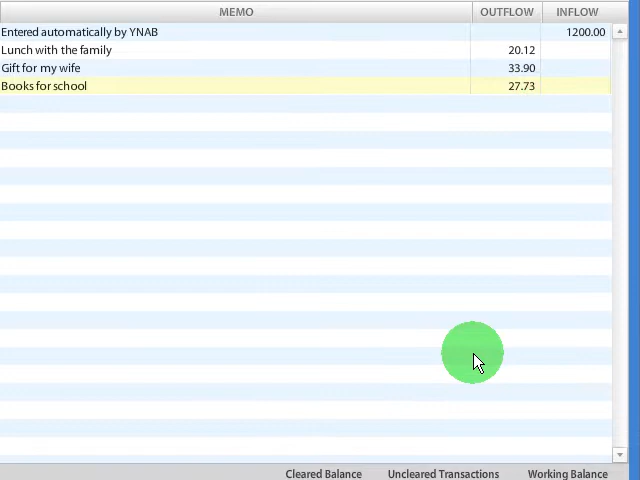 MEMO OUTFLOW INFLOW
Entered automatically by YNAB 1200.00
Lunch with the family 20.12
Gift for my wife 33.90
Books for school 27.73
Cleared Balance Uncleared Transactions Working Balance